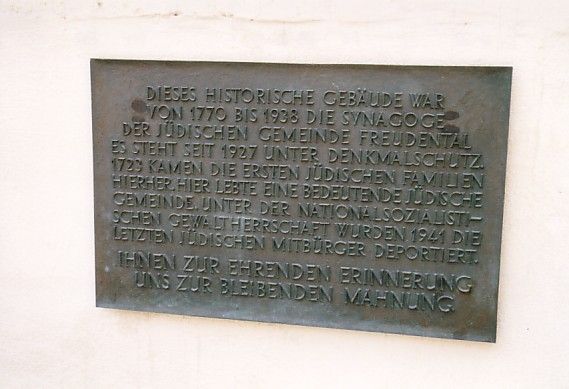 DIESES HISTORISCHE GEBÄUDE WAR
VON 1770 BIS 1938 DIE SYNAGOGE
DER JÜDISCHEN GEMEINDE FREUDENTAL
ES STEHT SEIT 1927 UNTER DENKMALSCHUTZ.
1723 KAMEN DIE ERSTEN JÜDISCHEN FAMILIEN
HIERHER. HIER LEBTE EINE BEDEUTENDE JÜDISCHE
GEMEINDE. UNTER DER NATIONALSOZIALISTI-
SCHEN GEWALTHERRSCHAFT WURDEN 1941 DIE
LETZTEN JÜDISCHEN MITBÜRGER DEPORTIERT.
IHNEN ZUR EHRENDEN ERINNERUNG
UNS ZUR BLEIBENDEN MAHNUNG